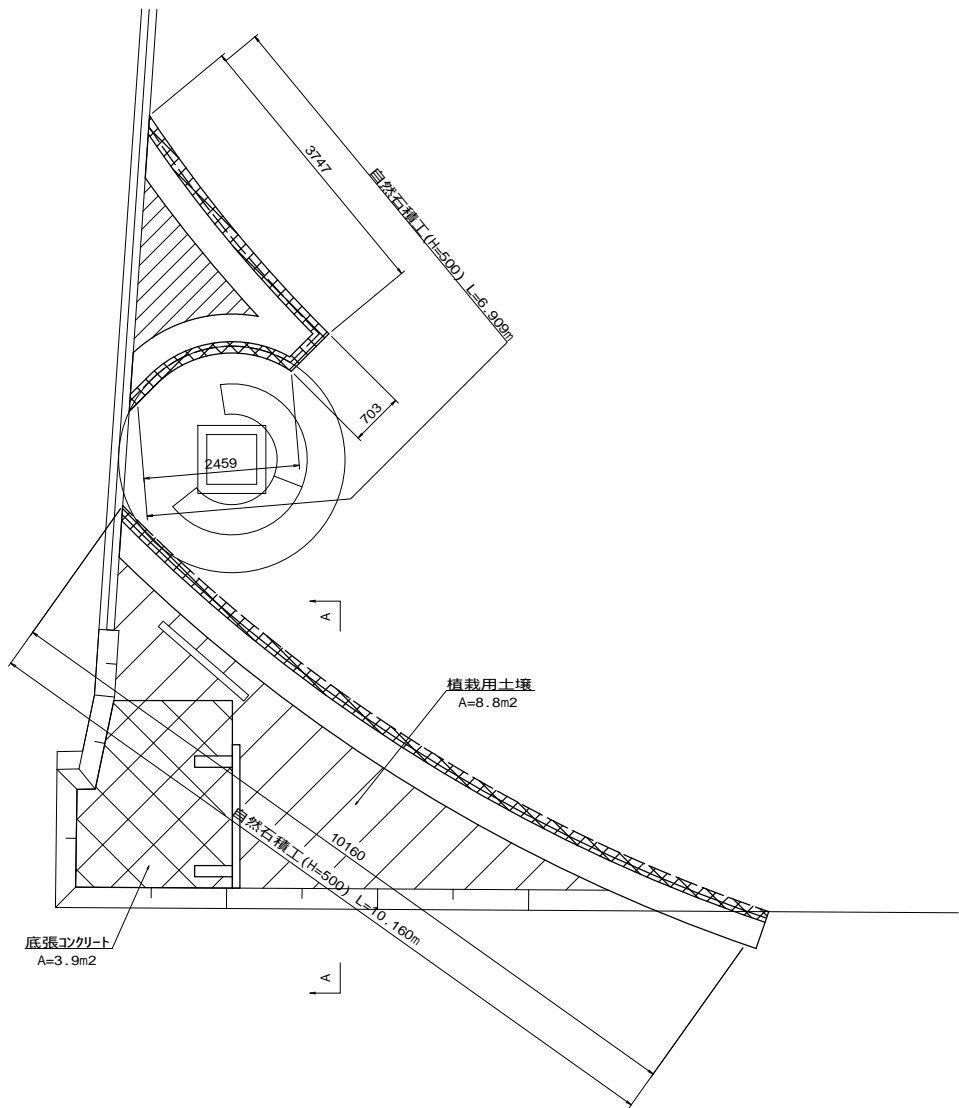 3747
自然石積工(H=500) L=6.909m
703
2459
A
植栽用土壌
A=8.8m2
10160
自然石積工(H=500) L=10.160m
底張コンクリート
A=3.9m2
A